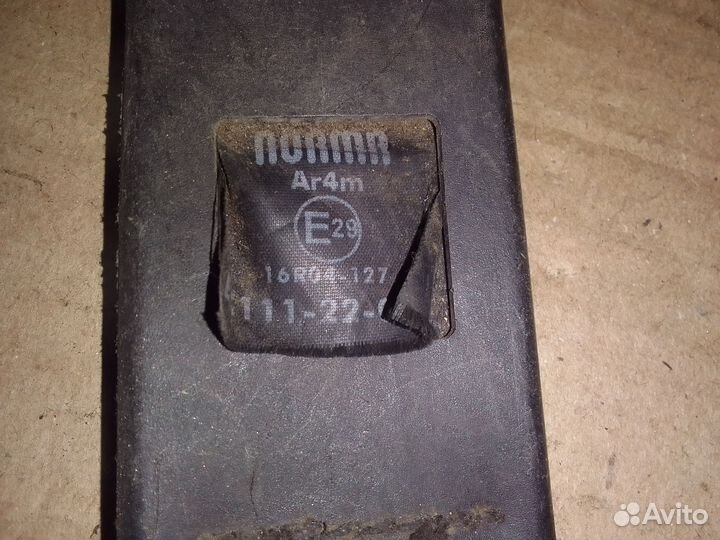 NORMA
Ar4m
E29
16R04-127
111-22-
Avito